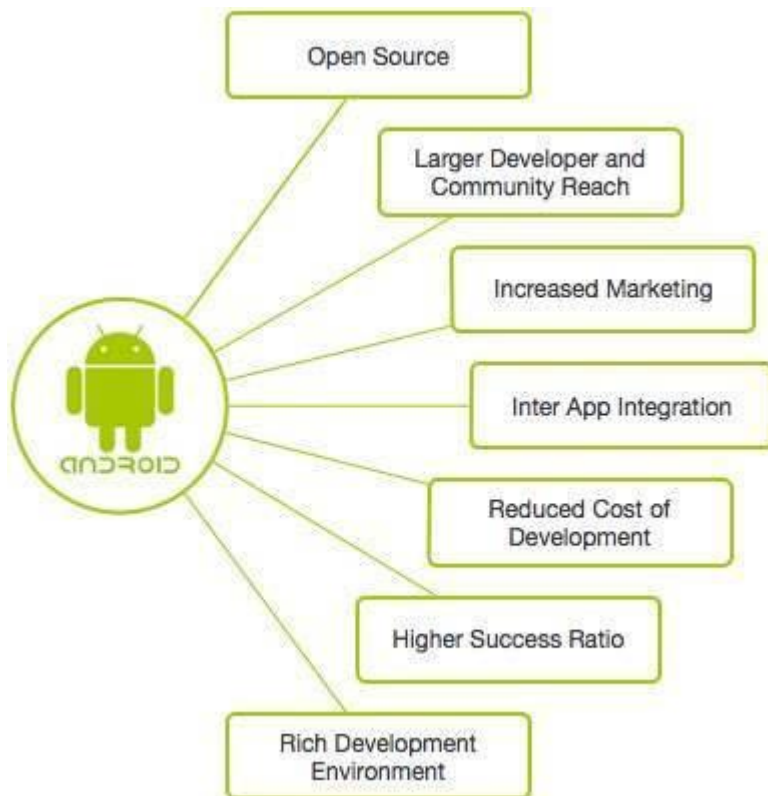 Open Source
Larger Developer and
Community Reach
Increased Marketing
Inter App Integration
Reduced Cost of
Development
Higher Success Ratio
Rich Development
Environment
ANDROID